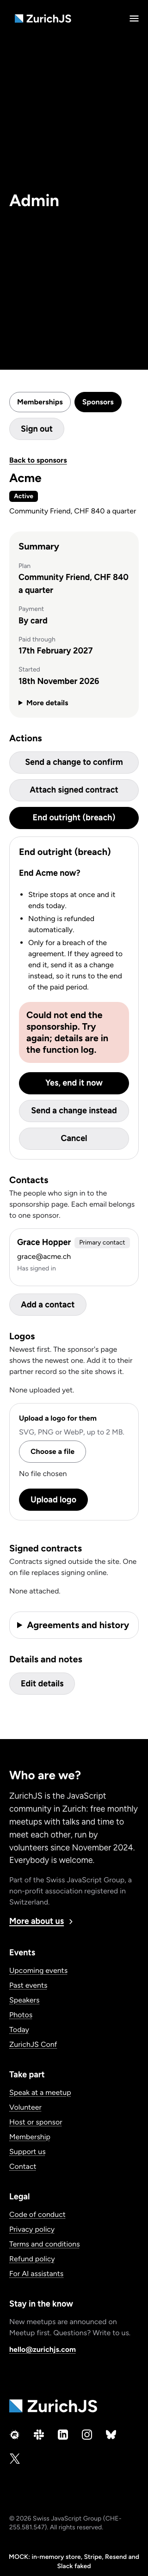 ZurichJS
Admin
Memberships
Sponsors
Sign out
Back to sponsors
Acme
Active
Community Friend, CHF 840 a quarter
Summary
Plan
Community Friend, CHF 840
a quarter
Payment
By card
Paid through
17th February 2027
Started
18th November 2026
More details
Actions
Send a change to confirm
Attach signed contract
End outright (breach)
End outright (breach)
End Acme now?
Stripe stops at once and it
ends today.
Nothing is refunded
automatically.
Only for a breach of the
agreement. If they agreed to
end it, send it as a change
instead, so it runs to the end
of the paid period.
Could not end the
sponsorship. Try
again; details are in
the function log.
Yes, end it now
Send a change instead
Cancel
Contacts
The people who sign in to the
sponsorship page. Each email belongs
to one sponsor.
Grace Hopper
Primary contact
grace@acme.ch
Has signed in
Add a contact
Logos
Newest first. The sponsor's page
shows the newest one. Add it to their
partner record so the site shows it.
None uploaded yet.
Upload a logo for them
SVG, PNG or WebP, up to 2 MB.
Choose a file
No file chosen
Upload logo
Signed contracts
Contracts signed outside the site. One
on file replaces signing online.
None attached.
Agreements and history
Details and notes
Edit details
Who are we?
ZurichJS is the JavaScript
community in Zurich: free monthly
meetups with talks and time to
meet each other, run by
volunteers since November 2024.
Everybody is welcome.
Part of the Swiss JavaScript Group, a
non-profit association registered in
Switzerland.
More about us
Events
Upcoming events
Past events
Speakers
Photos
Today
ZurichJS Conf
Take part
Speak at a meetup
Volunteer
Host or sponsor
Membership
Support us
Contact
Legal
Code of conduct
Privacy policy
Terms and conditions
Refund policy
For AI assistants
Stay in the know
New meetups are announced on
Meetup first. Questions? Write to us.
hello@zurichjs.com
ZurichJS
© 2026 Swiss JavaScript Group (CHE-
255.581.547). All rights reserved.
MOCK: in-memory store, Stripe, Resend and
Slack faked